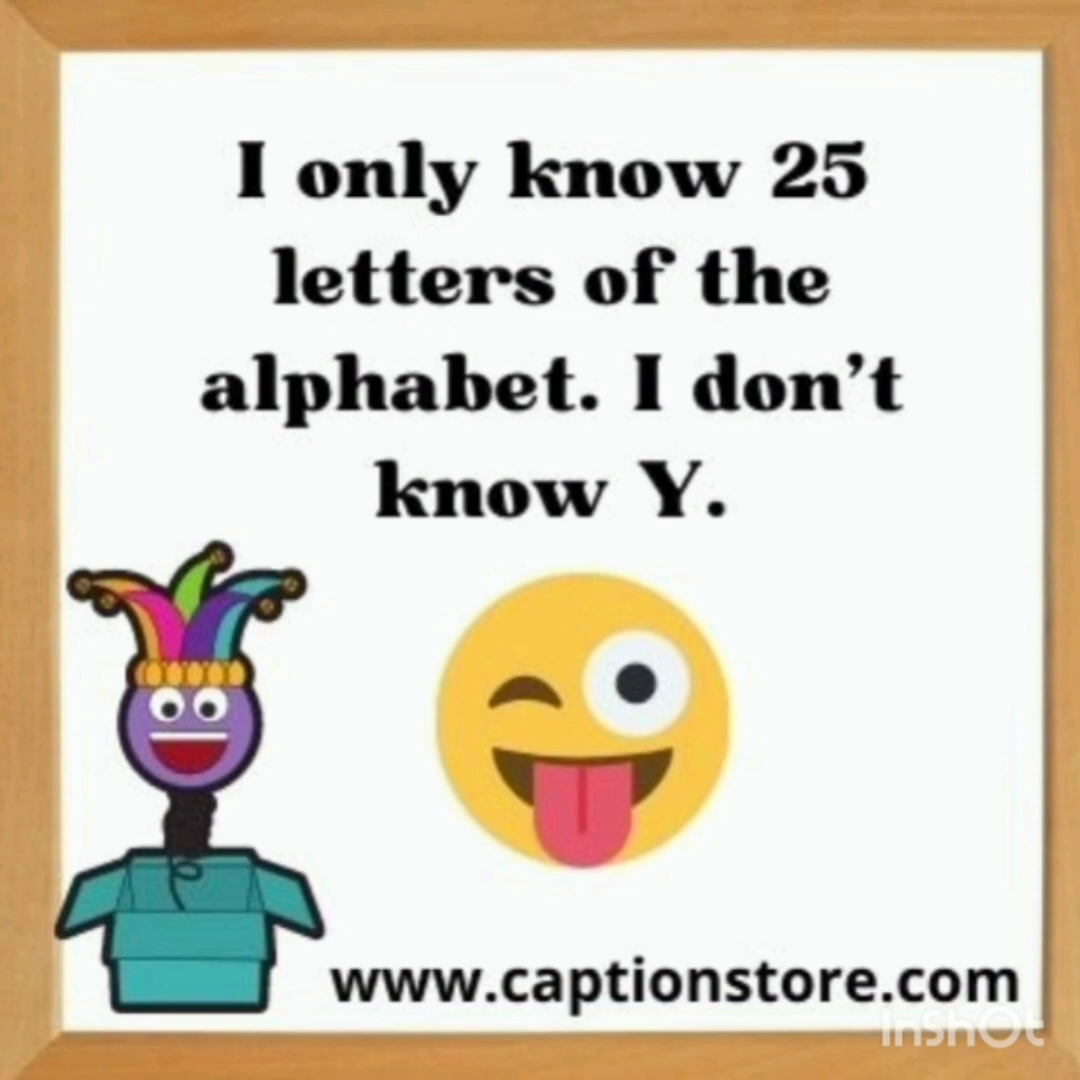 I only know 25
letters of the
alphabet. I don’t
know Y.
www.captionstore.com
InShOt